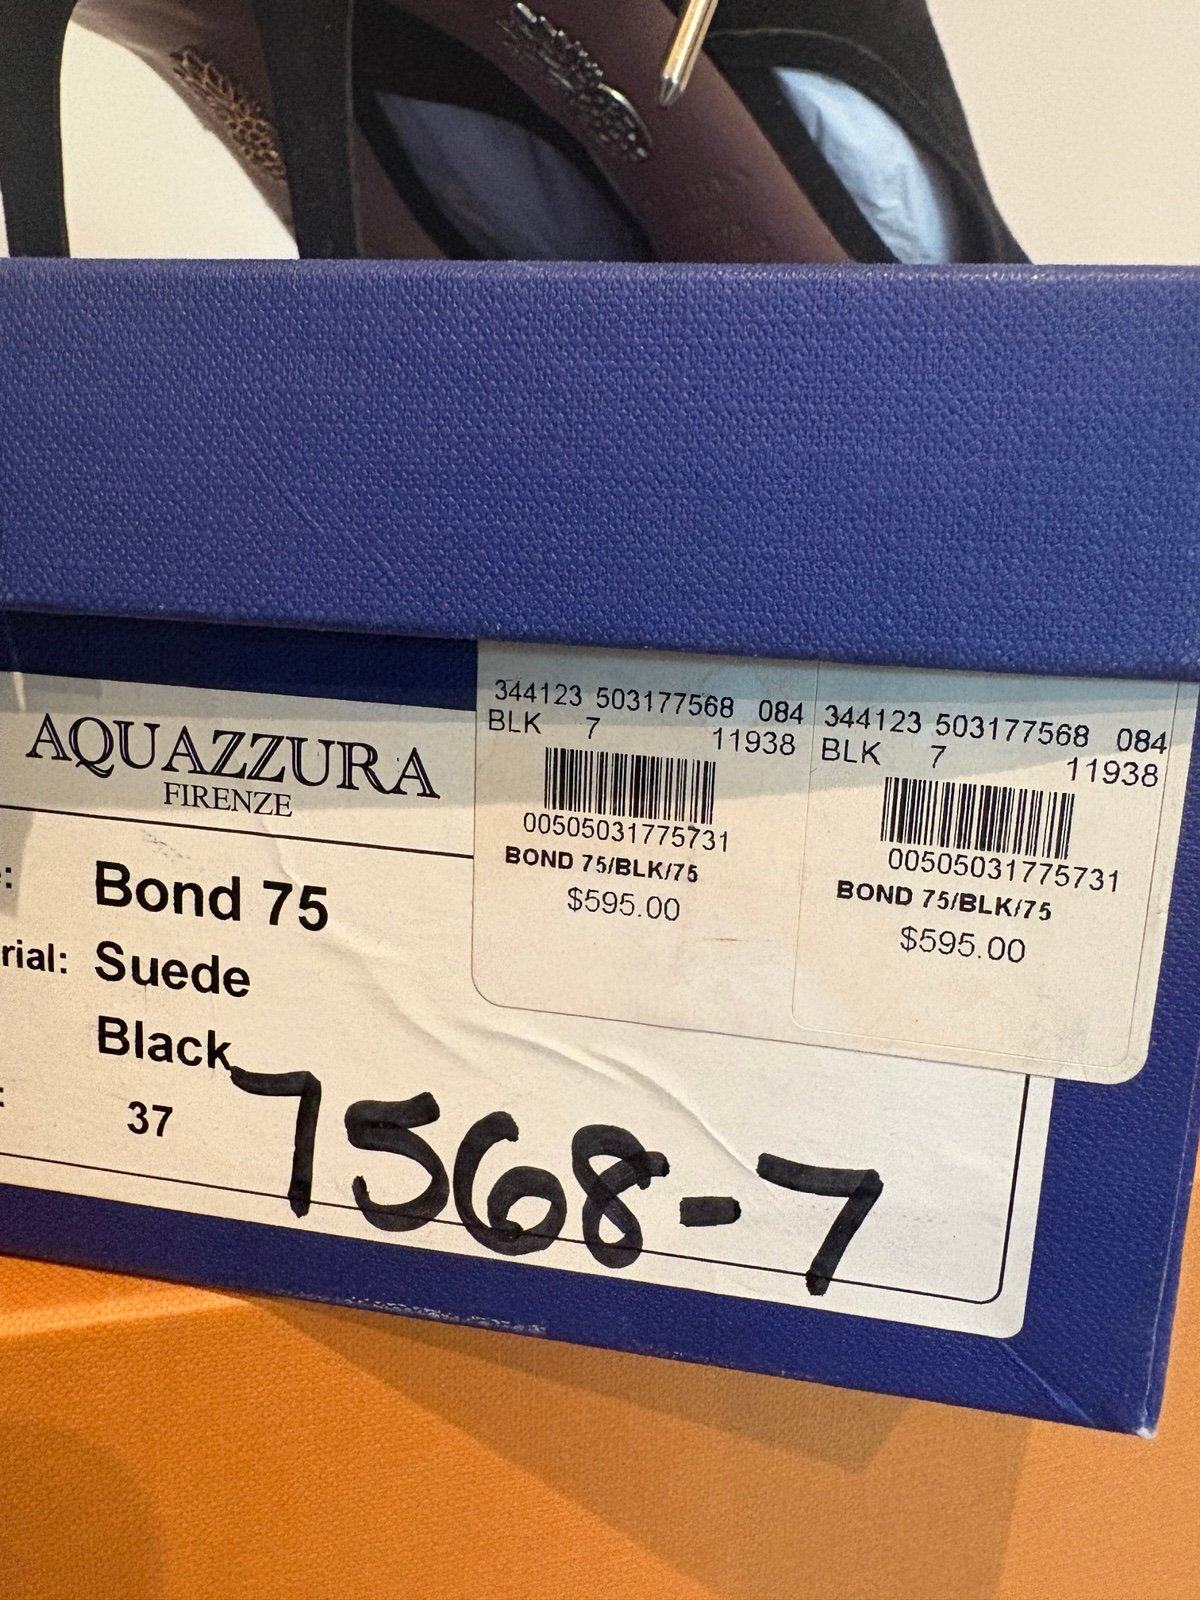 AQUAZZURA
FIRENZE
Bond 75
rial: Suede
Black
37
7568-7
344123 503177568 084
BLK 7 11938
00505031775731
BOND 75/BLK/75
$595.00
344123 503177568 084
BLK 7 11938
00505031775731
BOND 75/BLK/75
$595.00